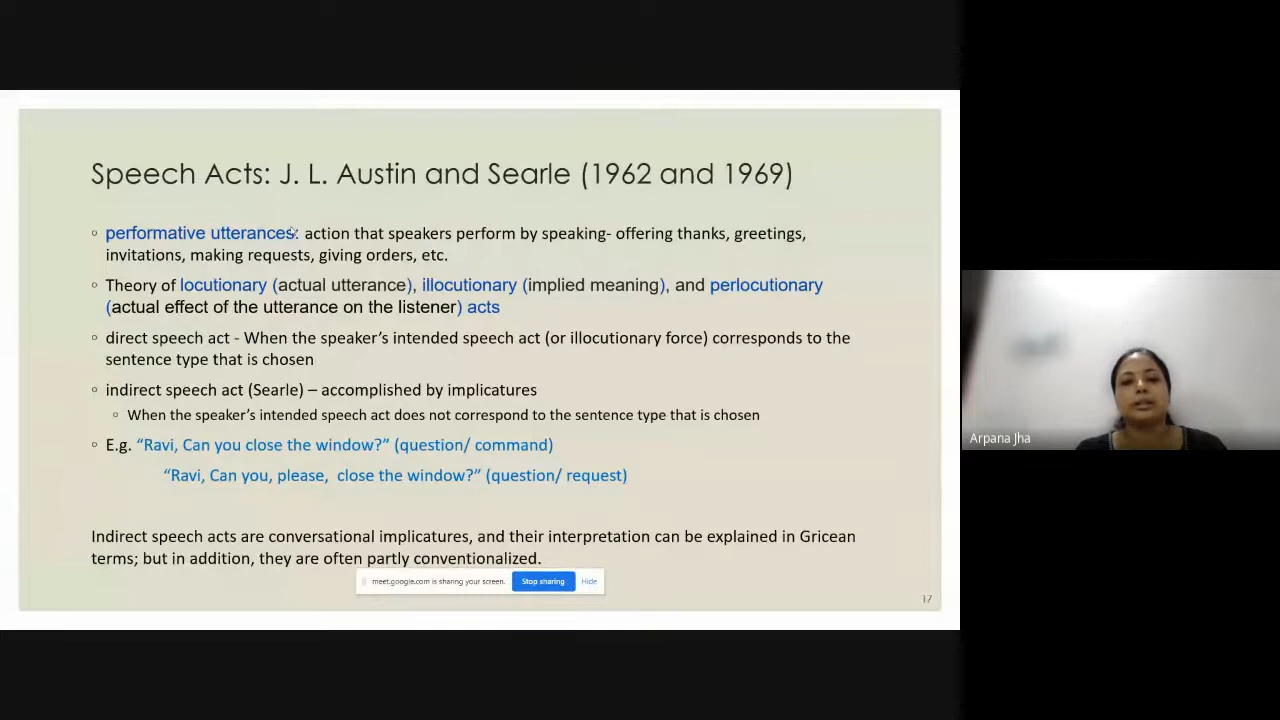 Speech Acts: J. L. Austin and Searle (1962 and 1969)
performative utterances: action that speakers perform by speaking- offering thanks, greetings,
invitations, making requests, giving orders, etc.
Theory of locutionary (actual utterance), illocutionary (implied meaning), and perlocutionary
(actual effect of the utterance on the listener) acts
direct speech act - When the speaker’s intended speech act (or illocutionary force) corresponds to the
sentence type that is chosen
indirect speech act (Searle) – accomplished by implicatures
When the speaker’s intended speech act does not correspond to the sentence type that is chosen
E.g. “Ravi, Can you close the window?” (question/ command)
“Ravi, Can you, please,  close the window?” (question/ request)
Indirect speech acts are conversational implicatures, and their interpretation can be explained in Gricean
terms; but in addition, they are often partly conventionalized.
meet.google.com is sharing your screen. Stop sharing Hide
17
Arpana Jha